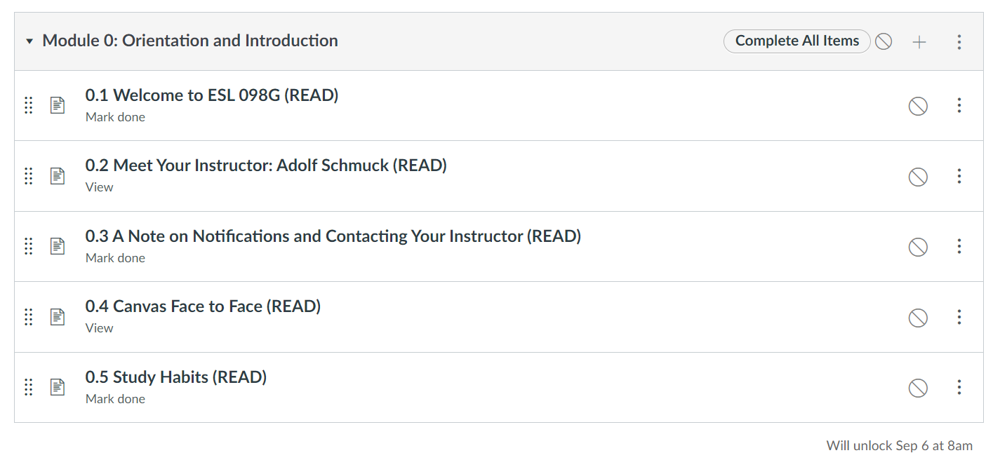 Module 0: Orientation and Introduction
Complete All Items
0.1 Welcome to ESL 098G (READ)
Mark done
0.2 Meet Your Instructor: Adolf Schmuck (READ)
View
0.3 A Note on Notifications and Contacting Your Instructor (READ)
Mark done
0.4 Canvas Face to Face (READ)
View
0.5 Study Habits (READ)
Mark done
Will unlock Sep 6 at 8am